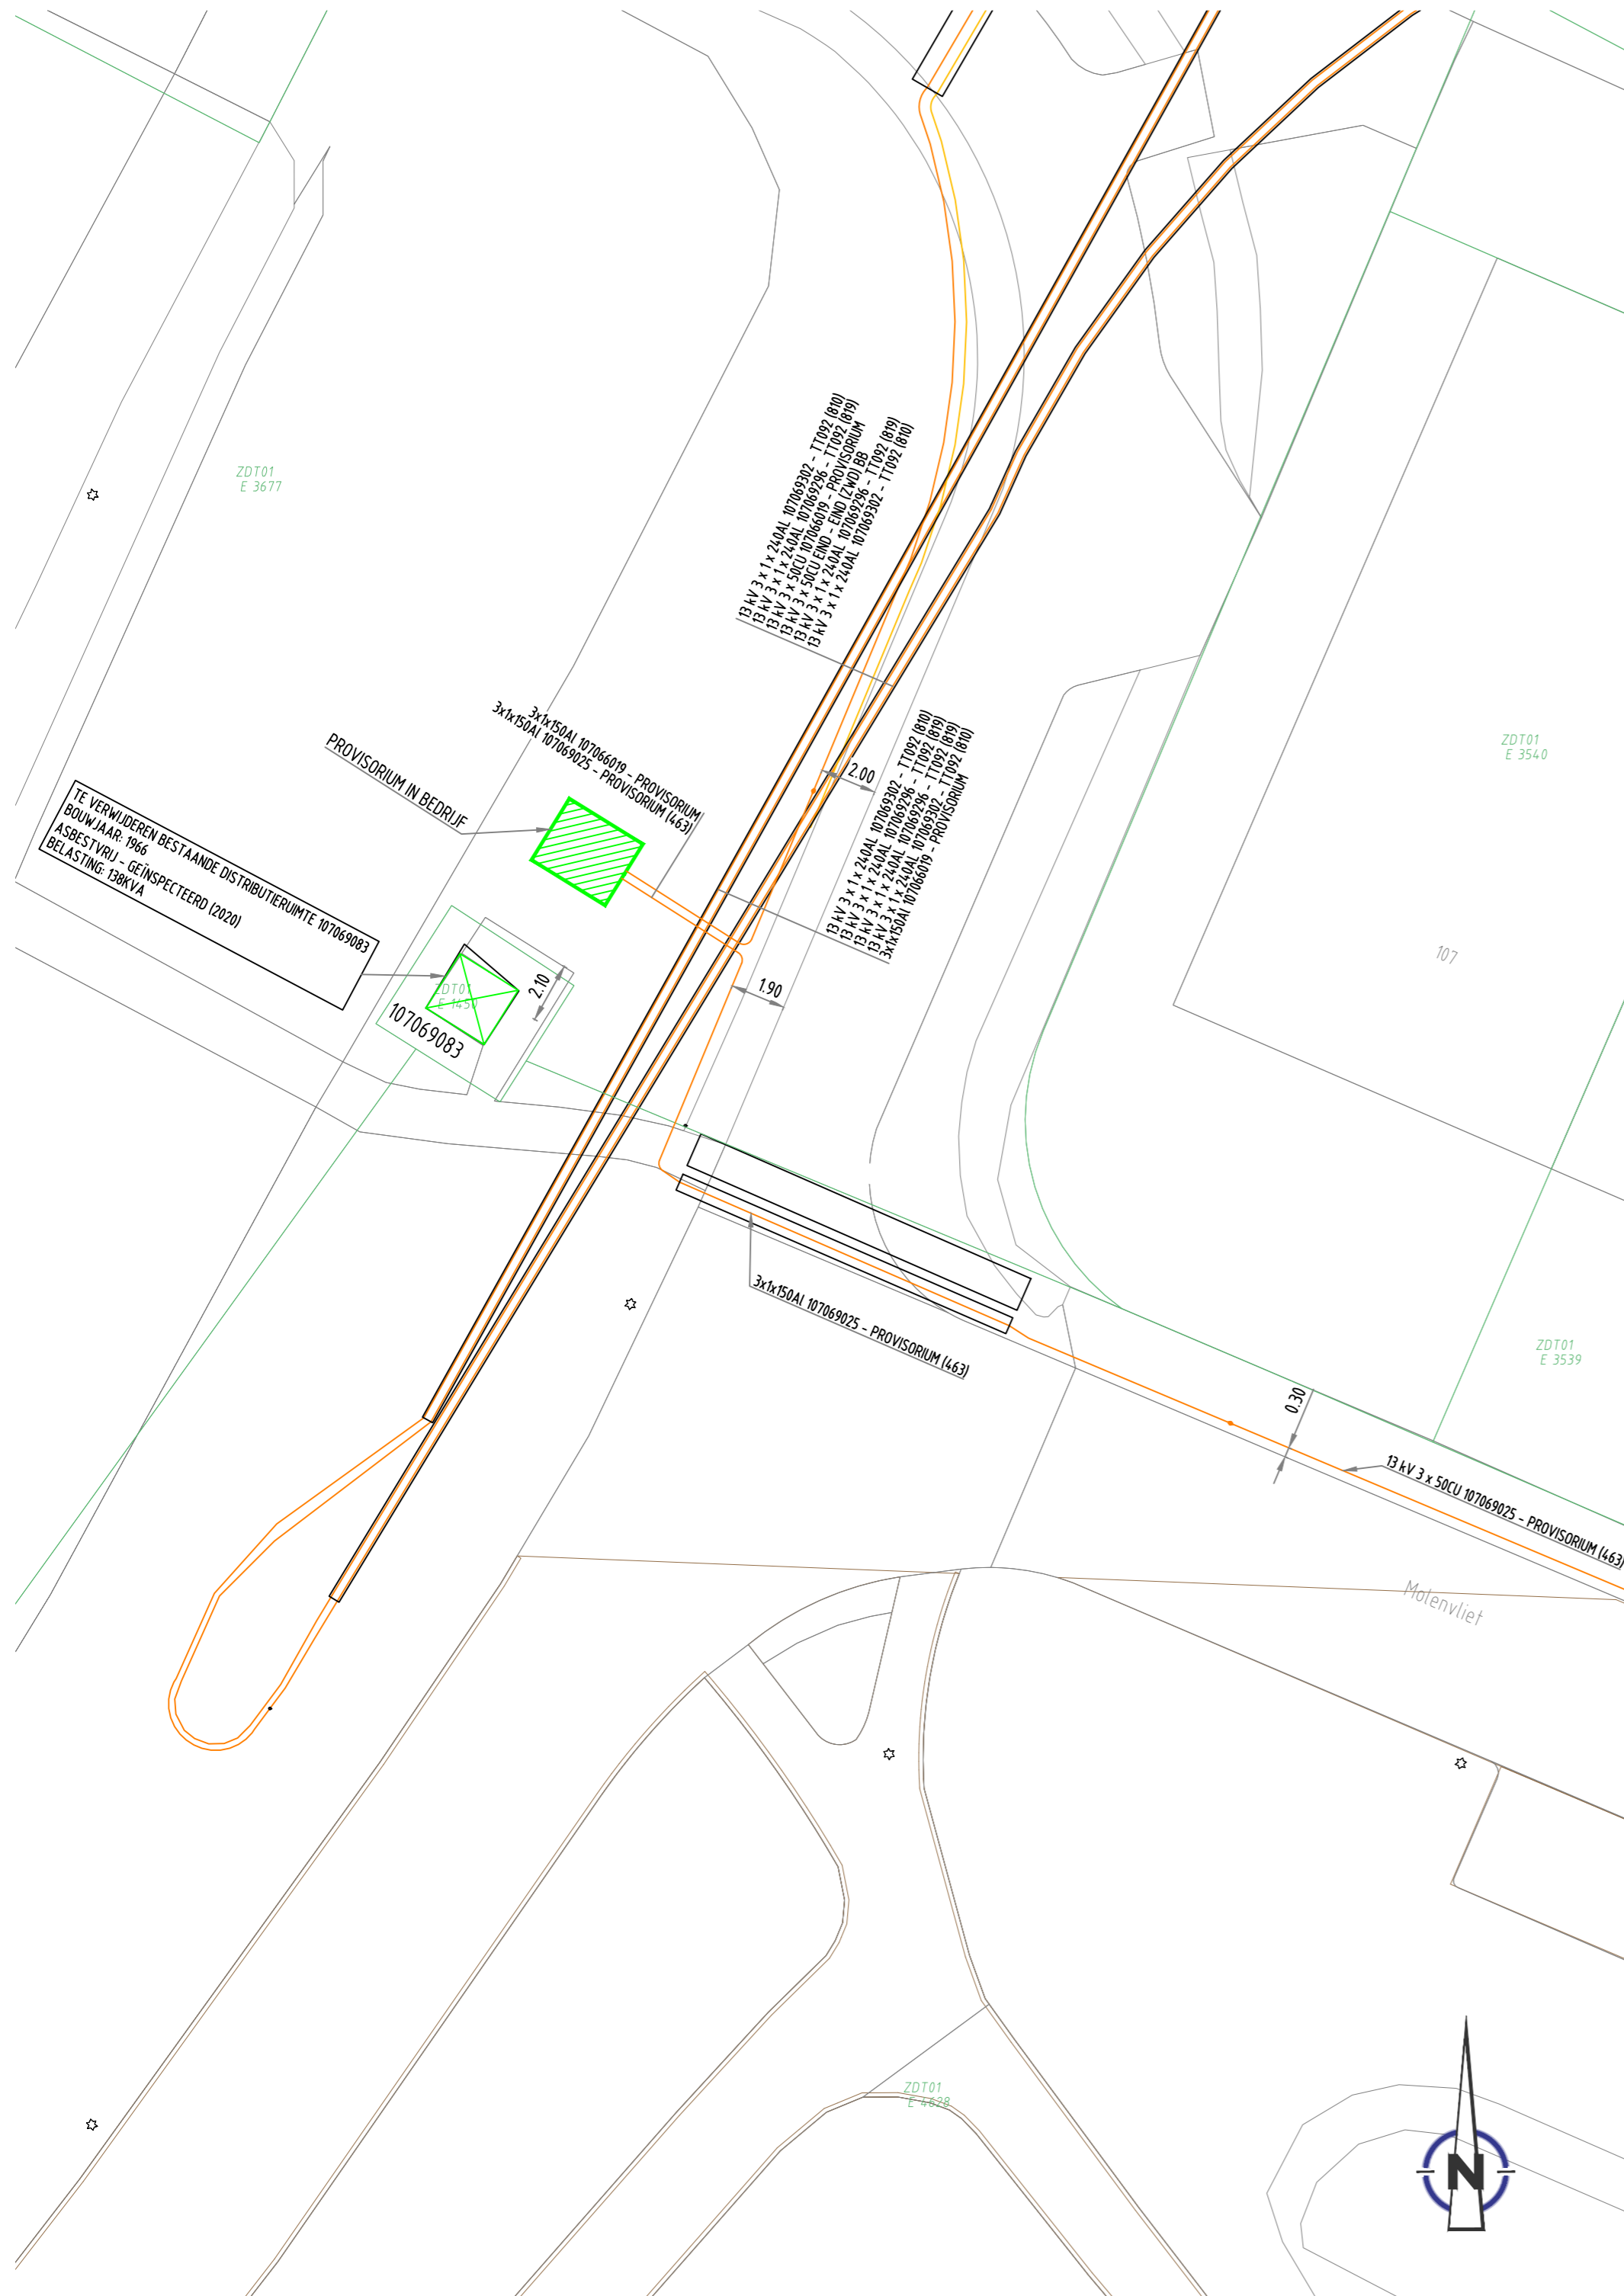 ZDT01
E 3677
13 kV 3 x 1 x 240AL 107069302 - TT092 (810)
13 kV 3 x 1 x 240AL 107069296 - TT092 (819)
13 kV 3 x 50CU 107066019 - PROVISORIUM
13 kV 3 x 50CU EIND - EIND (ZWD) BB
13 kV 3 x 1 x 240AL 107069296 - TT092 (819)
13 kV 3 x 1 x 240AL 107069302 - TT092 (810)
3x1x150Al 107066019 - PROVISORIUM
3x1x150Al 107069025 - PROVISORIUM (463)
PROVISORIUM IN BEDRIJF
2.00
13 kV 3 x 1 x 240AL 107069302 - TT092 (810)
13 kV 3 x 1 x 240AL 107069296 - TT092 (819)
13 kV 3 x 1 x 240AL 107069296 - TT092 (819)
13 kV 3 x 1 x 240AL 107069302 - TT092 (810)
3x1x150Al 107066019 - PROVISORIUM
ZDT01
E 3540
TE VERWIJDEREN BESTAANDE DISTRIBUTIERUIMTE 107069083
BOUWJAAR: 1966
ASBESTVRIJ - GEÏNSPECTEERD (2020)
BELASTING: 138KVA
107
2.10
ZDT01
E 1450
1.90
107069083
3x1x150Al 107069025 - PROVISORIUM (463)
ZDT01
E 3539
0.30
13 kV 3 x 50CU 107069025 - PROVISORIUM (463)
Molenvliet
ZDT01
E 4628
N